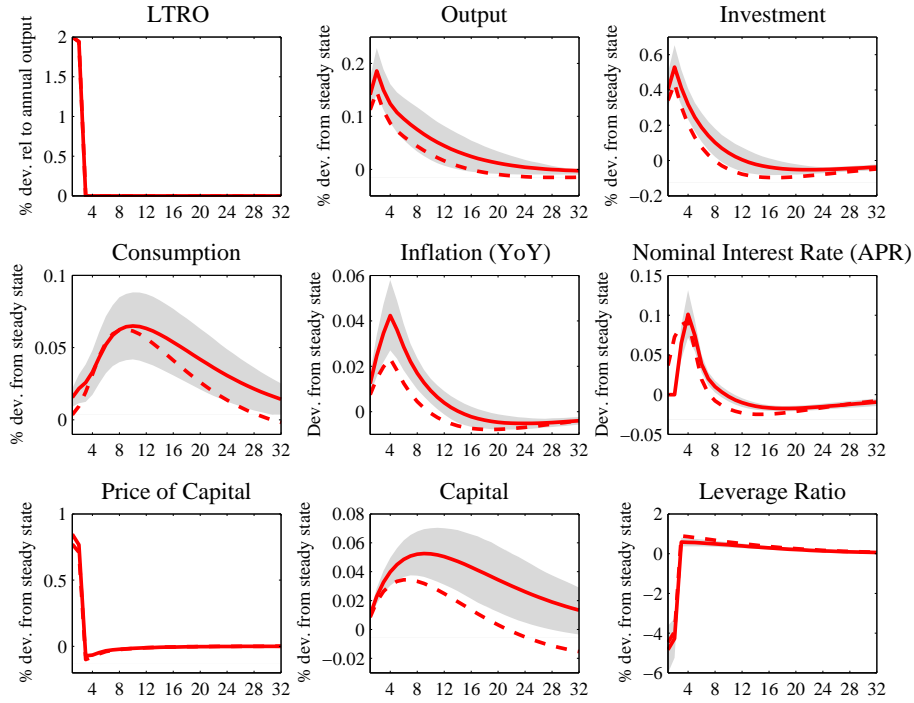 LTRO
Output
Investment
% dev. rel to annual output
2
1.5
1
0.5
0
4 8 12 16 20 24 28 32
% dev. from steady state
0.2
0.1
0
4 8 12 16 20 24 28 32
% dev. from steady state
0.6
0.4
0.2
0
−0.2
4 8 12 16 20 24 28 32
Consumption
Inflation (YoY)
Nominal Interest Rate (APR)
% dev. from steady state
0.1
0.05
0
4 8 12 16 20 24 28 32
Dev. from steady state
0.06
0.04
0.02
0
4 8 12 16 20 24 28 32
Dev. from steady state
0.15
0.1
0.05
0
−0.05
4 8 12 16 20 24 28 32
Price of Capital
Capital
Leverage Ratio
% dev. from steady state
1
0.5
0
4 8 12 16 20 24 28 32
% dev. from steady state
0.08
0.06
0.04
0.02
0
−0.02
4 8 12 16 20 24 28 32
% dev. from steady state
2
0
−2
−4
−6
4 8 12 16 20 24 28 32